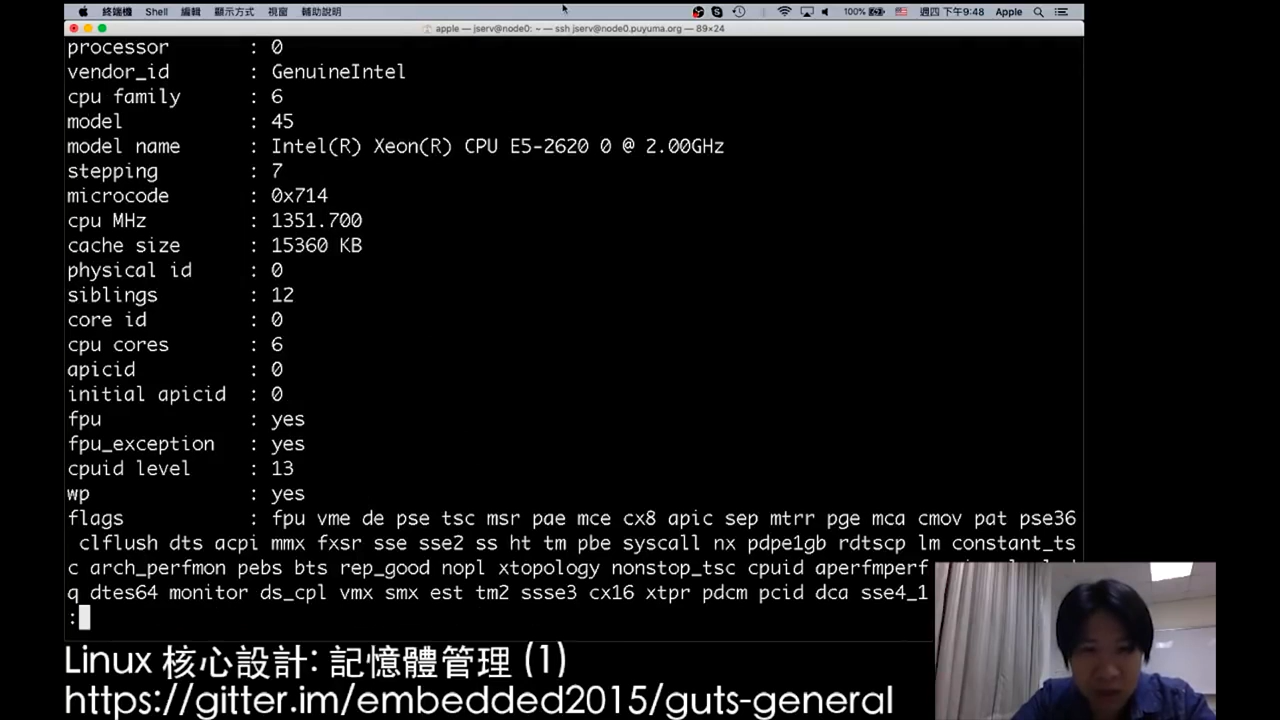 終端機 Shell 編輯 顯示方式 視窗 輔助說明 100% 週四 下午9:48 Apple
apple — jserv@node0: ~ — ssh jserv@node0.puyuma.org — 89×24
processor : 0
vendor_id : GenuineIntel
cpu family : 6
model : 45
model name : Intel(R) Xeon(R) CPU E5-2620 0 @ 2.00GHz
stepping : 7
microcode : 0x714
cpu MHz : 1351.700
cache size : 15360 KB
physical id : 0
siblings : 12
core id : 0
cpu cores : 6
apicid : 0
initial apicid : 0
fpu : yes
fpu_exception : yes
cpuid level : 13
wp : yes
flags : fpu vme de pse tsc msr pae mce cx8 apic sep mtrr pge mca cmov pat pse36
clflush dts acpi mmx fxsr sse sse2 ss ht tm pbe syscall nx pdpe1gb rdtscp lm constant_ts
c arch_perfmon pebs bts rep_good nopl xtopology nonstop_tsc cpuid aperfmperf
q dtes64 monitor ds_cpl vmx smx est tm2 ssse3 cx16 xtpr pdcm pcid dca sse4_1
:
Linux 核心設計: 記憶體管理 (1)
https://gitter.im/embedded2015/guts-general